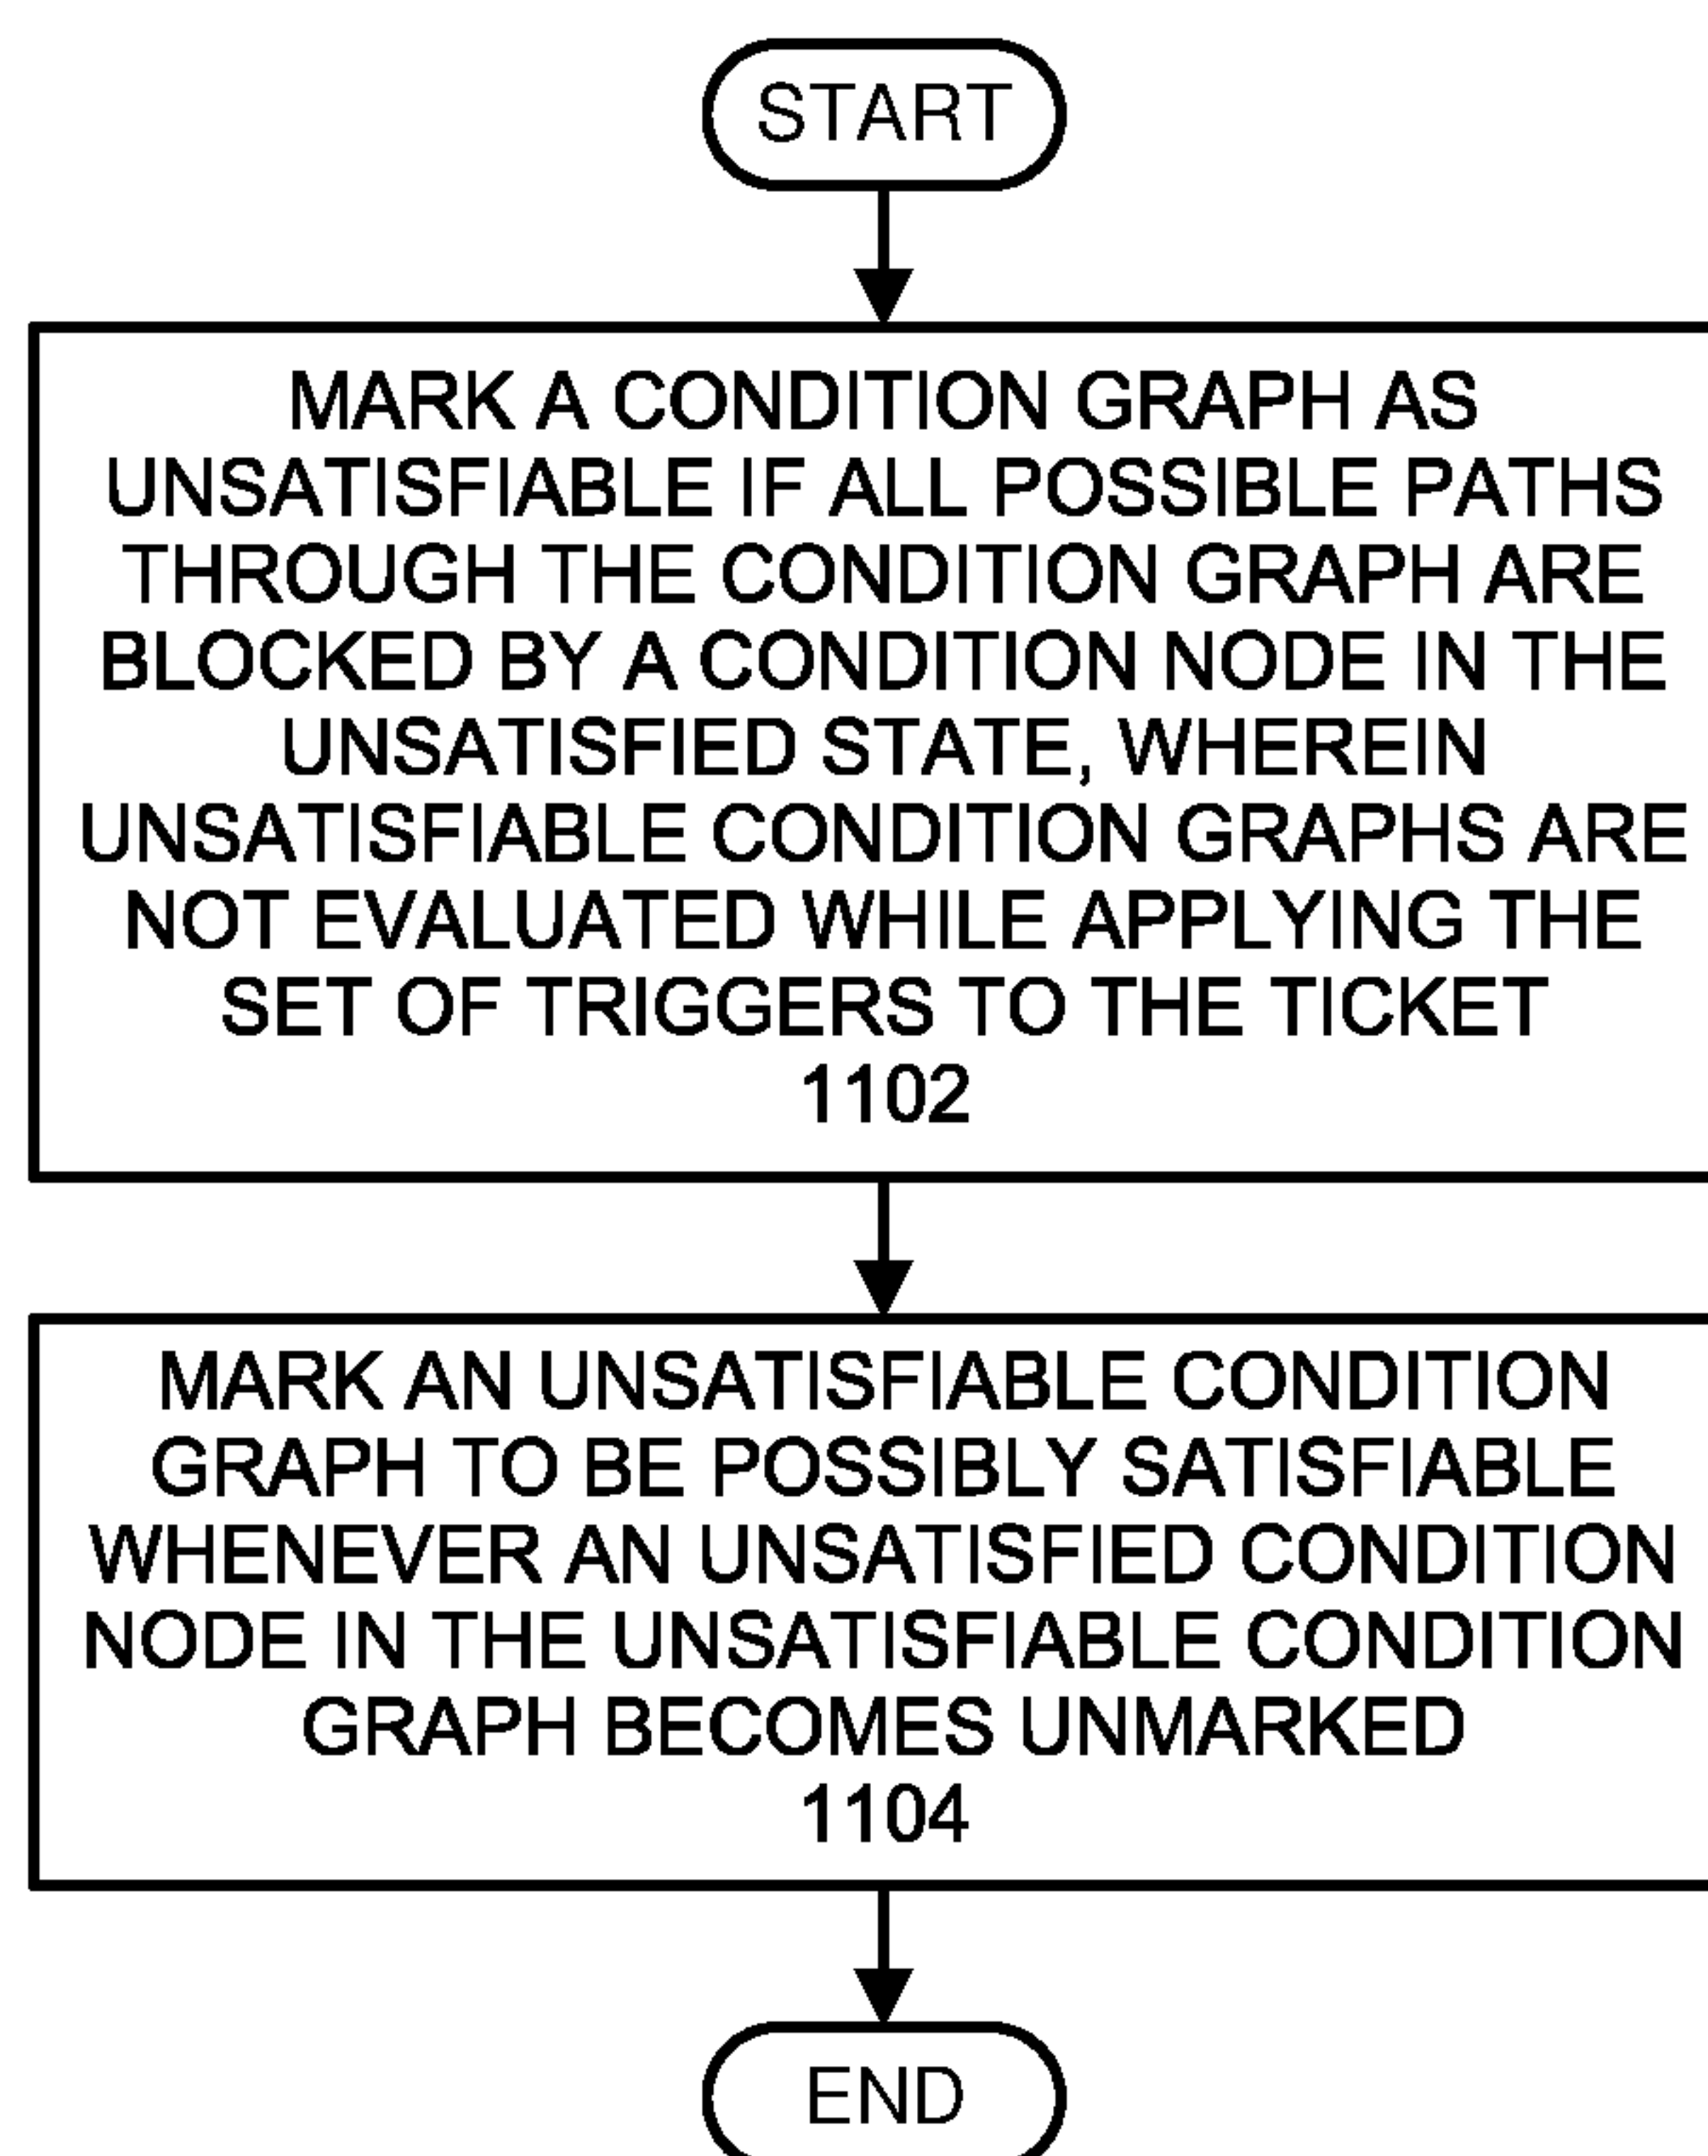 START
MARK A CONDITION GRAPH AS
UNSATISFIABLE IF ALL POSSIBLE PATHS
THROUGH THE CONDITION GRAPH ARE
BLOCKED BY A CONDITION NODE IN THE
UNSATISFIED STATE, WHEREIN
UNSATISFIABLE CONDITION GRAPHS ARE
NOT EVALUATED WHILE APPLYING THE
SET OF TRIGGERS TO THE TICKET
1102
MARK AN UNSATISFIABLE CONDITION
GRAPH TO BE POSSIBLY SATISFIABLE
WHENEVER AN UNSATISFIED CONDITION
NODE IN THE UNSATISFIABLE CONDITION
GRAPH BECOMES UNMARKED
1104
END